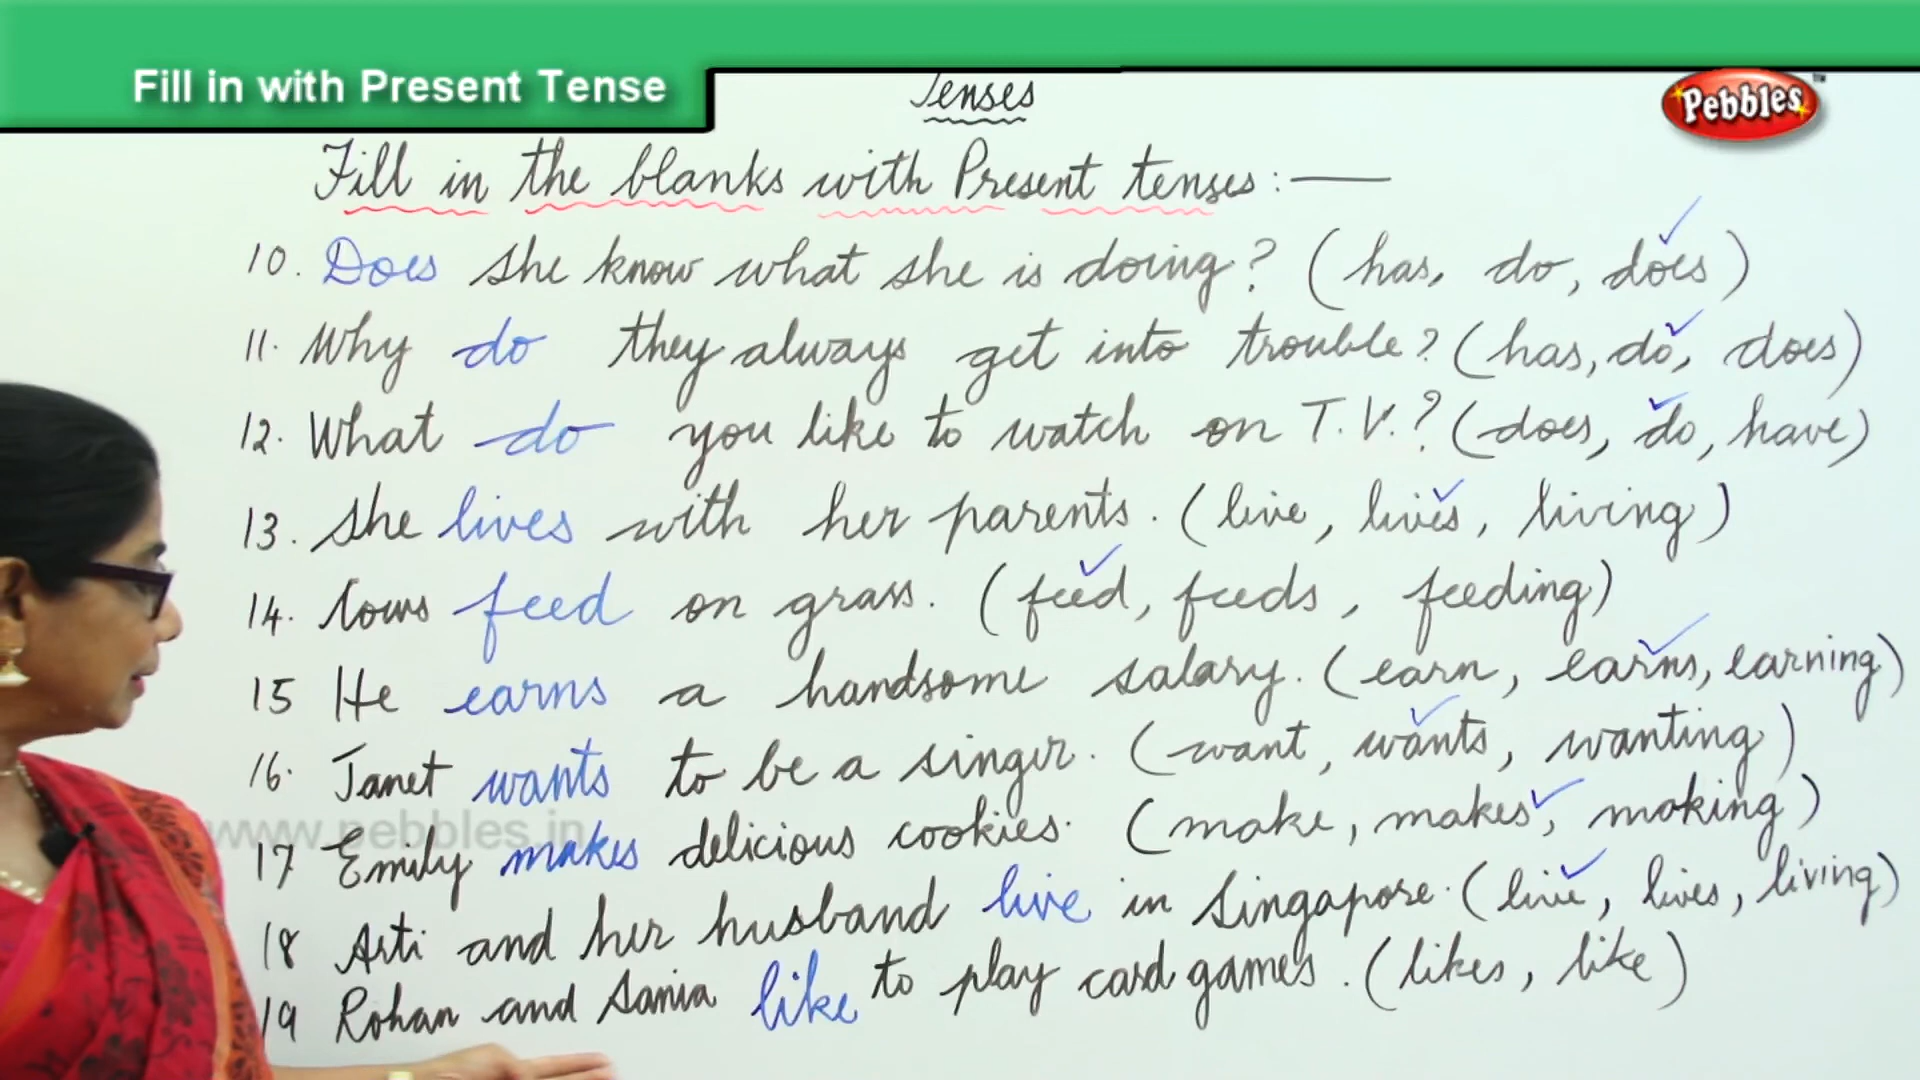 Fill in with Present Tense
Tenses
Pebbles™
Fill in the blanks with Present tenses :—
10. Does she know what she is doing? (has, do, does)
11. Why do they always get into trouble? (has, do, does)
12. What do you like to watch on T.V.? (does, do, have)
13. She lives with her parents. (live, lives, living)
14. Cows feed on grass. (feed, feeds, feeding)
15 He earns a handsome salary. (earn, earns, earning)
16. Janet wants to be a singer. (want, wants, wanting)
www.pebbles.in
17 Emily makes delicious cookies. (make, makes, making)
18 Arti and her husband live in Singapore. (live, lives, living)
19 Rohan and Sania like to play card games. (likes, like)